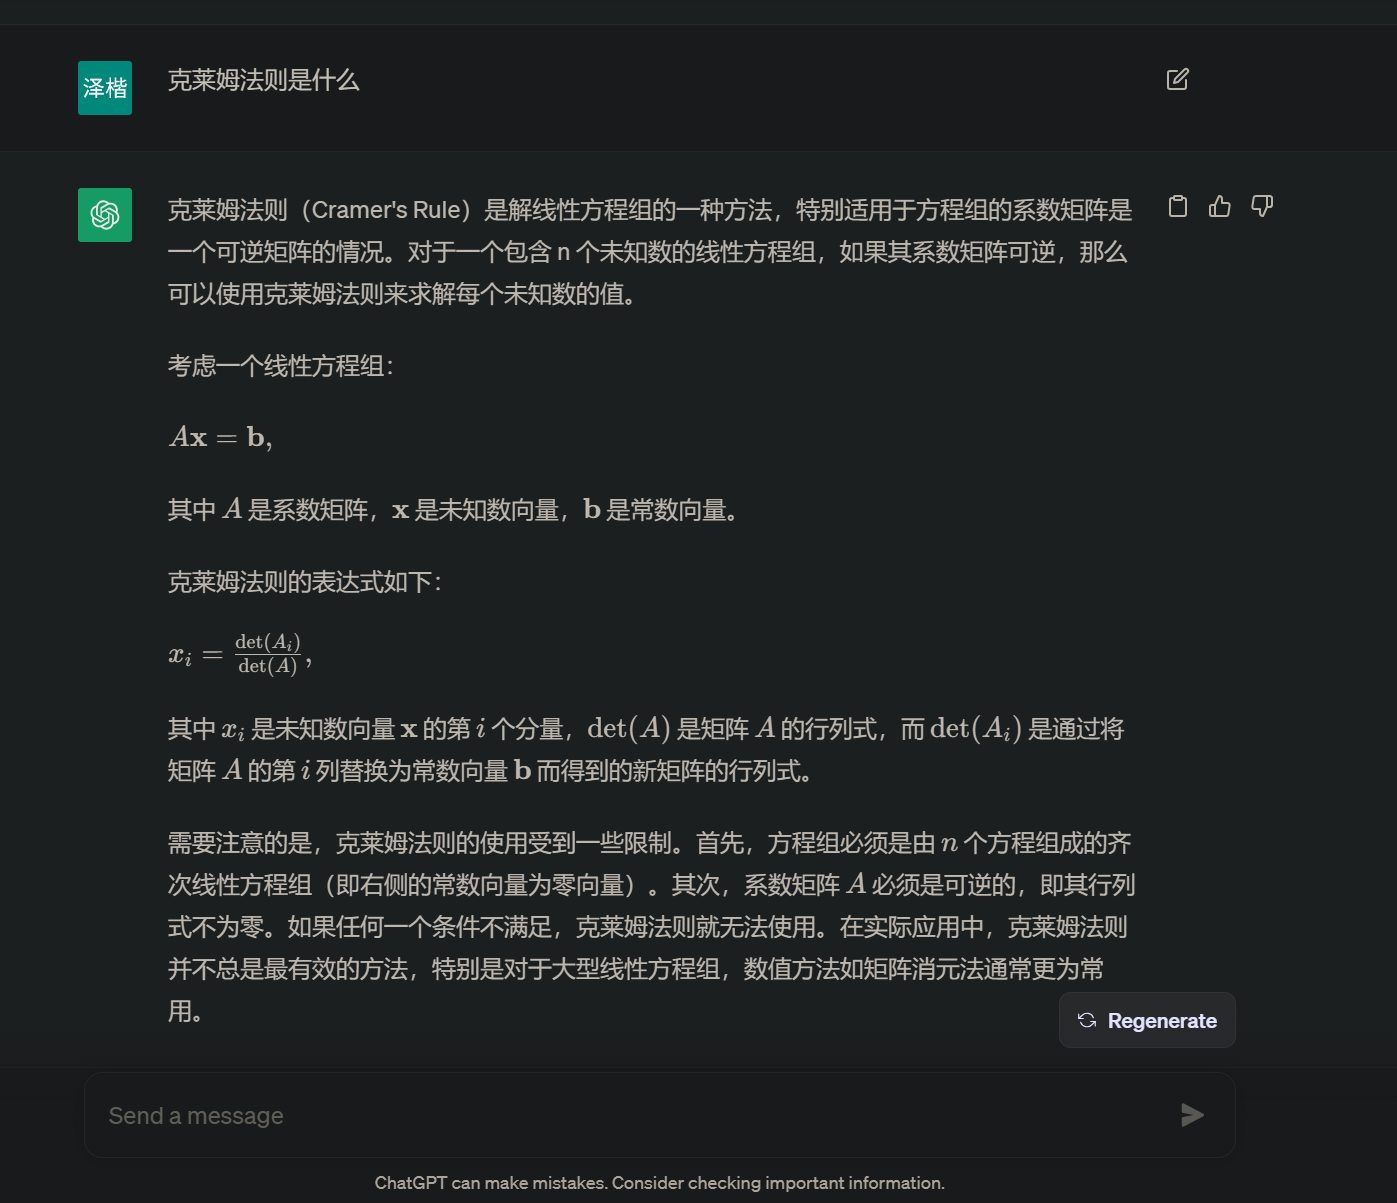 泽楷
克莱姆法则是什么
克莱姆法则（Cramer's Rule）是解线性方程组的一种方法，特别适用于方程组的系数矩阵是
一个可逆矩阵的情况。对于一个包含 n 个未知数的线性方程组，如果其系数矩阵可逆，那么
可以使用克莱姆法则来求解每个未知数的值。
考虑一个线性方程组：
Ax = b,
其中 A 是系数矩阵，x 是未知数向量，b 是常数向量。
克莱姆法则的表达式如下：
x_i = det(A_i)/det(A),
其中 x_i 是未知数向量 x 的第 i 个分量，det(A) 是矩阵 A 的行列式，而 det(A_i) 是通过将
矩阵 A 的第 i 列替换为常数向量 b 而得到的新矩阵的行列式。
需要注意的是，克莱姆法则的使用受到一些限制。首先，方程组必须是由 n 个方程组成的齐
次线性方程组（即右侧的常数向量为零向量）。其次，系数矩阵 A 必须是可逆的，即其行列
式不为零。如果任何一个条件不满足，克莱姆法则就无法使用。在实际应用中，克莱姆法则
并不总是最有效的方法，特别是对于大型线性方程组，数值方法如矩阵消元法通常更为常
用。
Regenerate
Send a message
ChatGPT can make mistakes. Consider checking important information.